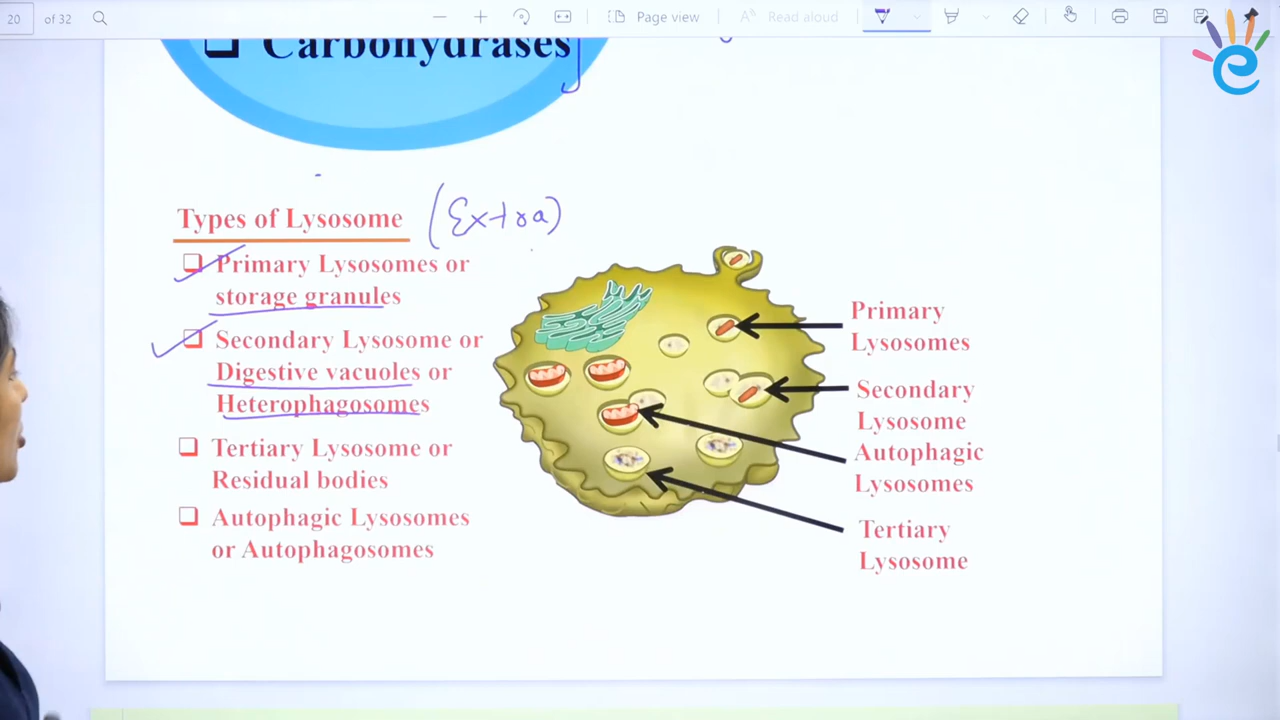 20 of 32 Page view Read aloud
❑ Carbohydrases
Types of Lysosome (Extra)
❑ Primary Lysosomes or
storage granules
❑ Secondary Lysosome or
Digestive vacuoles or
Heterophagosomes
❑ Tertiary Lysosome or
Residual bodies
❑ Autophagic Lysosomes
or Autophagosomes
Primary
Lysosomes
Secondary
Lysosome
Autophagic
Lysosomes
Tertiary
Lysosome